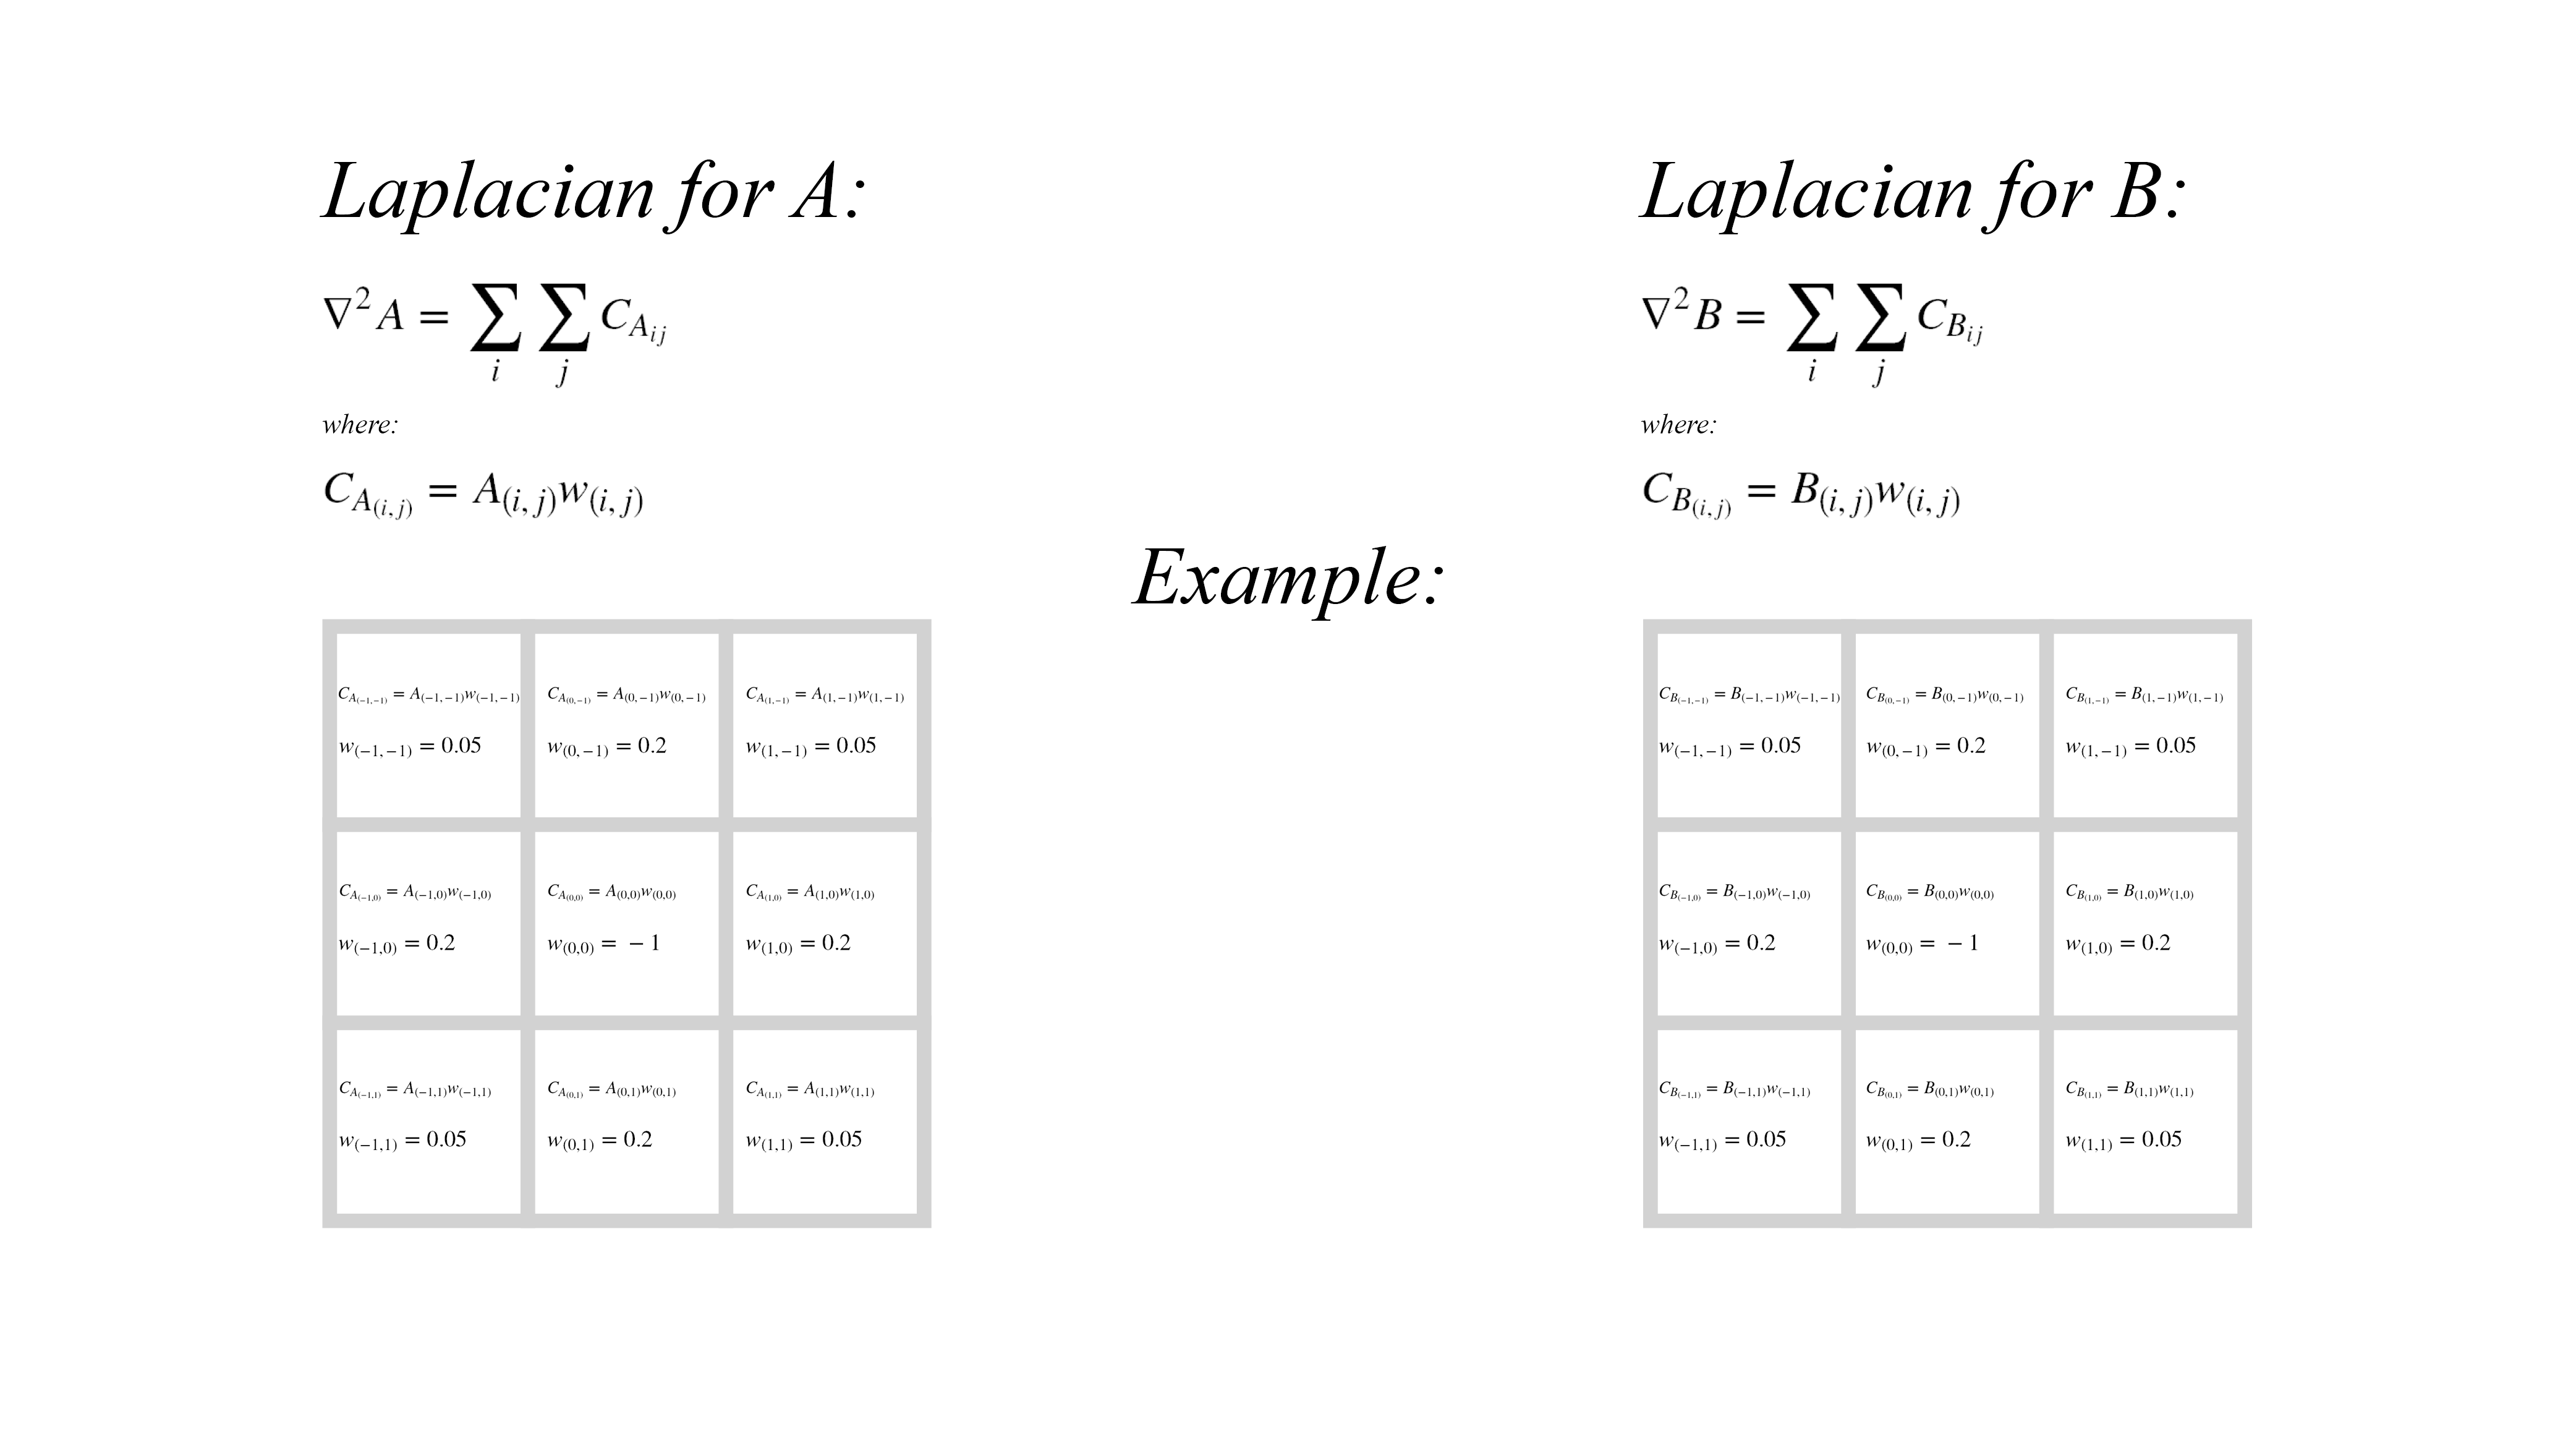 Laplacian for A:
∇²A = ∑_i ∑_j C_{A_{ij}}
where:
C_{A_{(i,j)}} = A_{(i,j)}w_{(i,j)}
Laplacian for B:
∇²B = ∑_i ∑_j C_{B_{ij}}
where:
C_{B_{(i,j)}} = B_{(i,j)}w_{(i,j)}
Example:
C_{A_{(−1,−1)}} = A_{(−1,−1)}w_{(−1,−1)}
w_{(−1,−1)} = 0.05
C_{A_{(0,−1)}} = A_{(0,−1)}w_{(0,−1)}
w_{(0,−1)} = 0.2
C_{A_{(1,−1)}} = A_{(1,−1)}w_{(1,−1)}
w_{(1,−1)} = 0.05
C_{A_{(−1,0)}} = A_{(−1,0)}w_{(−1,0)}
w_{(−1,0)} = 0.2
C_{A_{(0,0)}} = A_{(0,0)}w_{(0,0)}
w_{(0,0)} = − 1
C_{A_{(1,0)}} = A_{(1,0)}w_{(1,0)}
w_{(1,0)} = 0.2
C_{A_{(−1,1)}} = A_{(−1,1)}w_{(−1,1)}
w_{(−1,1)} = 0.05
C_{A_{(0,1)}} = A_{(0,1)}w_{(0,1)}
w_{(0,1)} = 0.2
C_{A_{(1,1)}} = A_{(1,1)}w_{(1,1)}
w_{(1,1)} = 0.05
C_{B_{(−1,−1)}} = B_{(−1,−1)}w_{(−1,−1)}
w_{(−1,−1)} = 0.05
C_{B_{(0,−1)}} = B_{(0,−1)}w_{(0,−1)}
w_{(0,−1)} = 0.2
C_{B_{(1,−1)}} = B_{(1,−1)}w_{(1,−1)}
w_{(1,−1)} = 0.05
C_{B_{(−1,0)}} = B_{(−1,0)}w_{(−1,0)}
w_{(−1,0)} = 0.2
C_{B_{(0,0)}} = B_{(0,0)}w_{(0,0)}
w_{(0,0)} = − 1
C_{B_{(1,0)}} = B_{(1,0)}w_{(1,0)}
w_{(1,0)} = 0.2
C_{B_{(−1,1)}} = B_{(−1,1)}w_{(−1,1)}
w_{(−1,1)} = 0.05
C_{B_{(0,1)}} = B_{(0,1)}w_{(0,1)}
w_{(0,1)} = 0.2
C_{B_{(1,1)}} = B_{(1,1)}w_{(1,1)}
w_{(1,1)} = 0.05